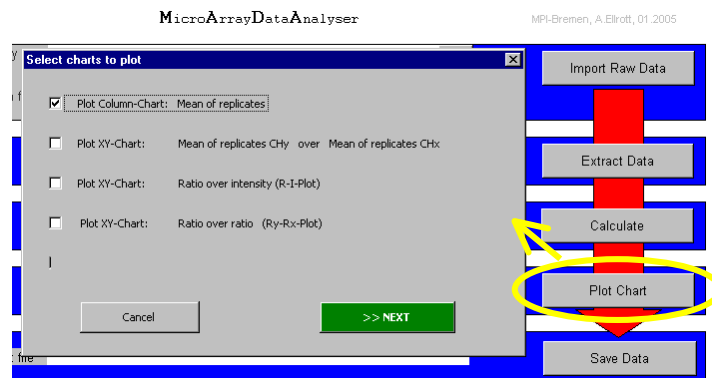 MicroArrayDataAnalyser
MPI-Bremen, A.Ellrott, 01.2005
Select charts to plot
Import Raw Data
Plot Column-Chart: Mean of replicates
Plot XY-Chart: Mean of replicates CHy over Mean of replicates CHx
Extract Data
Plot XY-Chart: Ratio over intensity (R-I-Plot)
Plot XY-Chart: Ratio over ratio (Ry-Rx-Plot)
Calculate
Plot Chart
Cancel
>> NEXT
Save Data